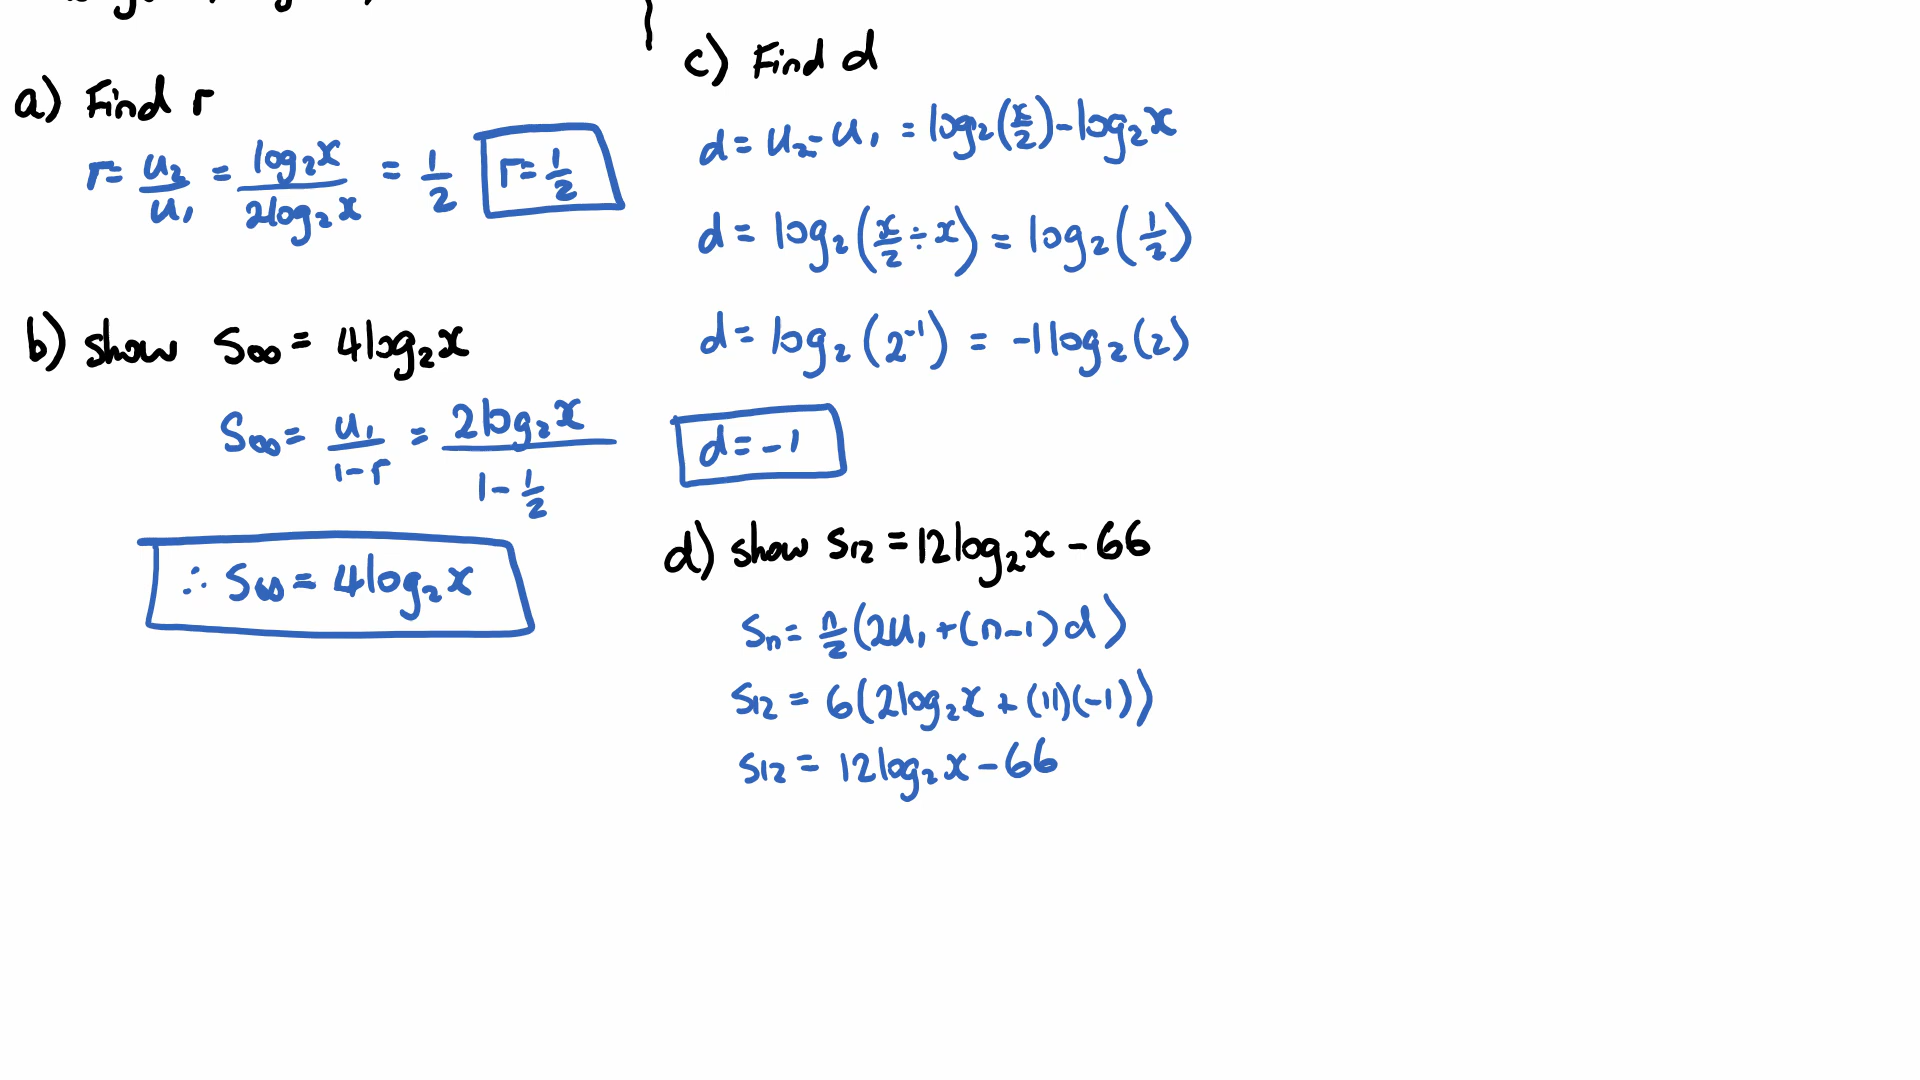 a) Find r
r = u₂/u₁ = log₂x/2log₂x = 1/2 r = 1/2
b) show S∞ = 4log₂x
S∞ = u₁/1-r = 2log₂x/1-1/2
∴ S∞ = 4log₂x
c) Find d
d = u₂ - u₁ = log₂(x/2) - log₂x
d = log₂(x/2 ÷ x) = log₂(1/2)
d = log₂(2⁻¹) = -1log₂(2)
d = -1
d) show S₁₂ = 12log₂x - 66
Sₙ = n/2(2u₁ + (n-1)d)
S₁₂ = 6(2log₂x + (11)(-1))
S₁₂ = 12log₂x - 66